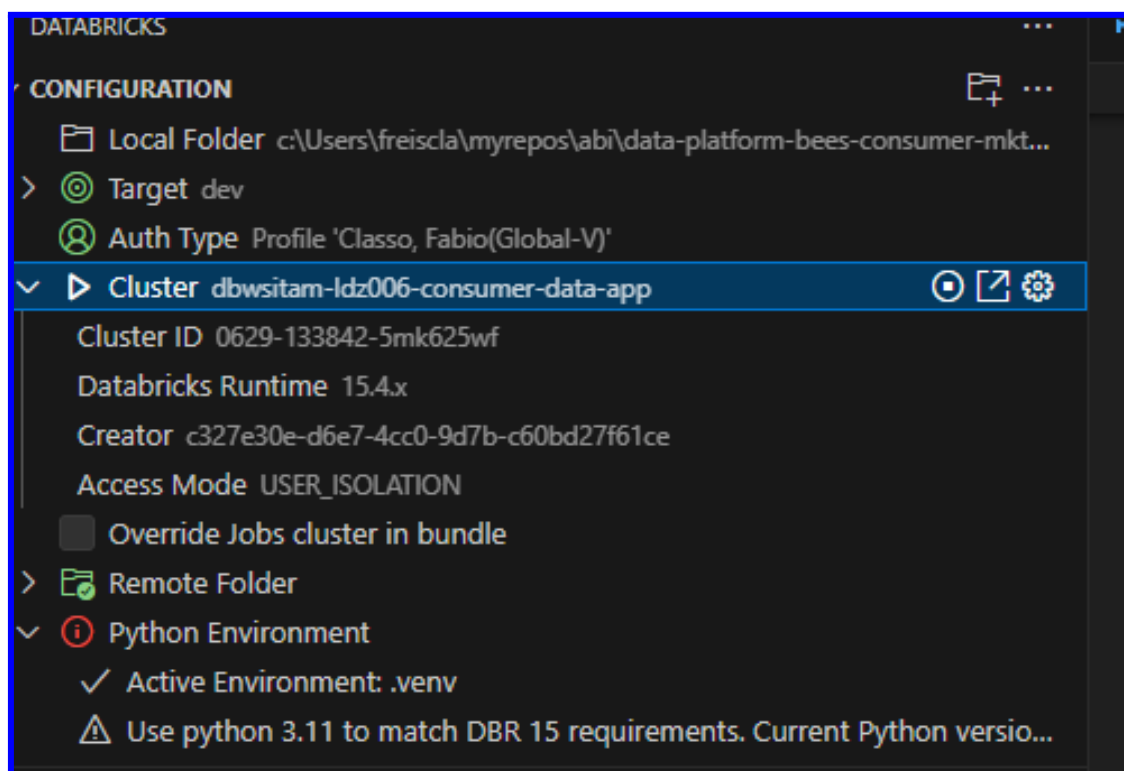 DATABRICKS
CONFIGURATION
Local Folder c:\Users\freiscla\myrepos\abi\data-platform-bees-consumer-mkt...
Target dev
Auth Type Profile 'Classo, Fabio(Global-V)'
Cluster dbwsitam-ldz006-consumer-data-app
Cluster ID 0629-133842-5mk625wf
Databricks Runtime 15.4.x
Creator c327e30e-d6e7-4cc0-9d7b-c60bd27f61ce
Access Mode USER_ISOLATION
Override Jobs cluster in bundle
Remote Folder
Python Environment
Active Environment: .venv
Use python 3.11 to match DBR 15 requirements. Current Python versio...